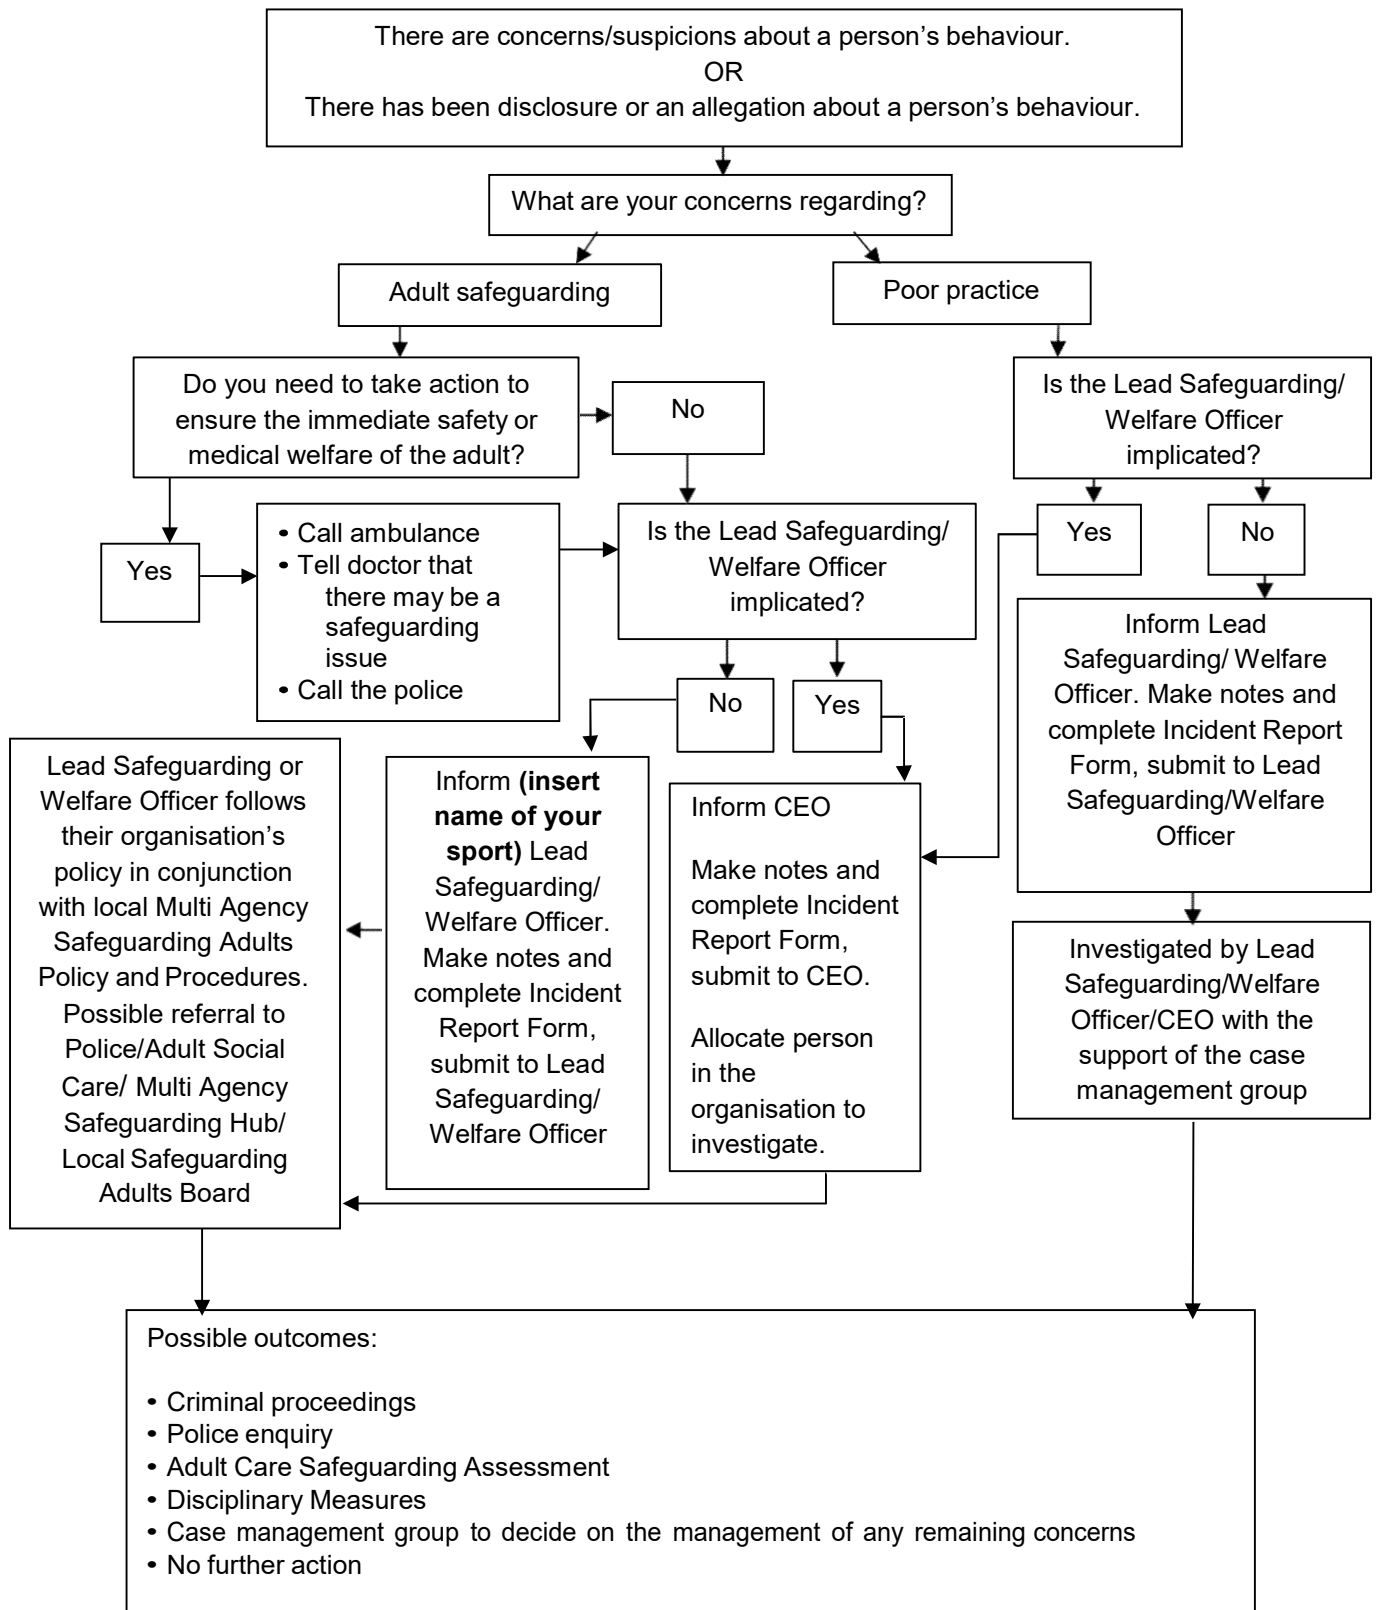 There are concerns/suspicions about a person’s behaviour.
OR
There has been disclosure or an allegation about a person’s behaviour.
What are your concerns regarding?
Adult safeguarding
Poor practice
Do you need to take action to
ensure the immediate safety or
medical welfare of the adult?
No
Is the Lead Safeguarding/
Welfare Officer
implicated?
Yes
• Call ambulance
• Tell doctor that
there may be a
safeguarding
issue
• Call the police
Is the Lead Safeguarding/
Welfare Officer
implicated?
Yes
No
No
Yes
Inform Lead
Safeguarding/ Welfare
Officer. Make notes and
complete Incident Report
Form, submit to Lead
Safeguarding/Welfare
Officer
Lead Safeguarding or
Welfare Officer follows
their organisation’s
policy in conjunction
with local Multi Agency
Safeguarding Adults
Policy and Procedures.
Possible referral to
Police/Adult Social
Care/ Multi Agency
Safeguarding Hub/
Local Safeguarding
Adults Board
Inform (insert
name of your
sport) Lead
Safeguarding/
Welfare Officer.
Make notes and
complete Incident
Report Form,
submit to Lead
Safeguarding/
Welfare Officer
Inform CEO
Make notes and
complete Incident
Report Form,
submit to CEO.
Allocate person
in the
organisation to
investigate.
Investigated by Lead
Safeguarding/Welfare
Officer/CEO with the
support of the case
management group
Possible outcomes:
• Criminal proceedings
• Police enquiry
• Adult Care Safeguarding Assessment
• Disciplinary Measures
• Case management group to decide on the management of any remaining concerns
• No further action